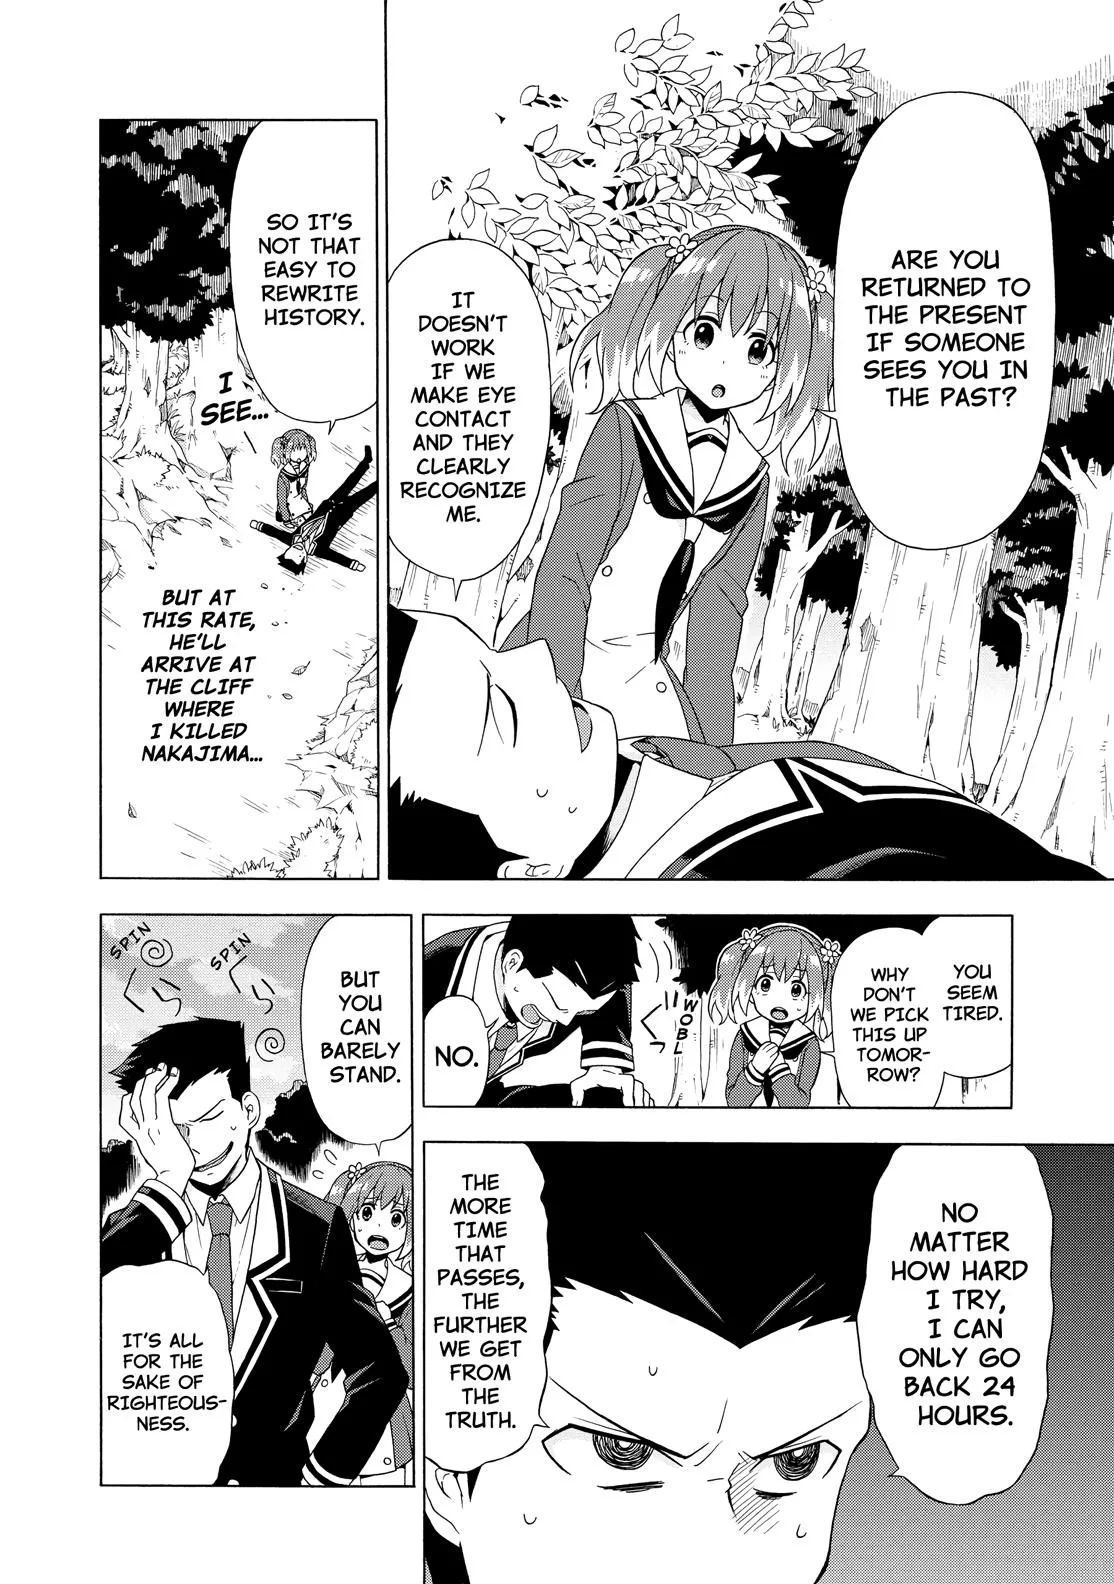 ARE YOU
RETURNED TO
THE PRESENT
IF SOMEONE
SEES YOU IN
THE PAST?
IT
DOESN'T
WORK
IF WE
MAKE EYE
CONTACT
AND THEY
CLEARLY
RECOGNIZE
ME.
SO IT'S
NOT THAT
EASY TO
REWRITE
HISTORY.
I
SEE...
BUT AT
THIS RATE,
HE'LL
ARRIVE AT
THE CLIFF
WHERE
I KILLED
NAKAJIMA...
YOU
SEEM
TIRED.
WHY
DON'T
WE PICK
THIS UP
TOMOR-
ROW?
WOBL
NO.
NO
MATTER
HOW HARD
I TRY,
I CAN
ONLY GO
BACK 24
HOURS.
THE
MORE
TIME
THAT
PASSES,
THE
FURTHER
WE GET
FROM
THE
TRUTH.
BUT
YOU CAN
BARELY
STAND.
SPIN
SPIN
IT'S ALL
FOR THE
SAKE OF
RIGHTEOUS-
NESS.